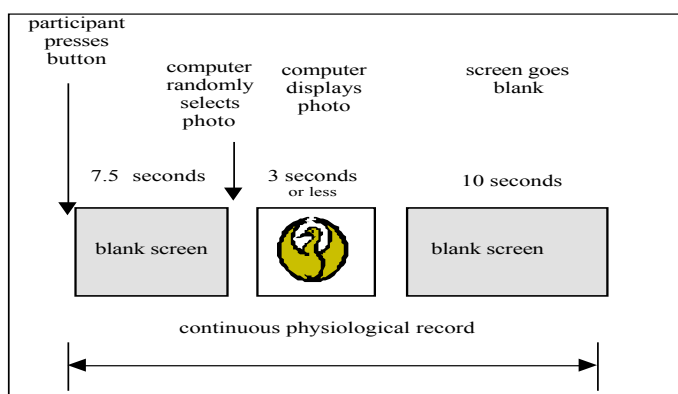 participant
presses
button
computer
randomly
selects
photo
computer
displays
photo
screen goes
blank
7.5 seconds
3 seconds
or less
10 seconds
blank screen
blank screen
continuous physiological record